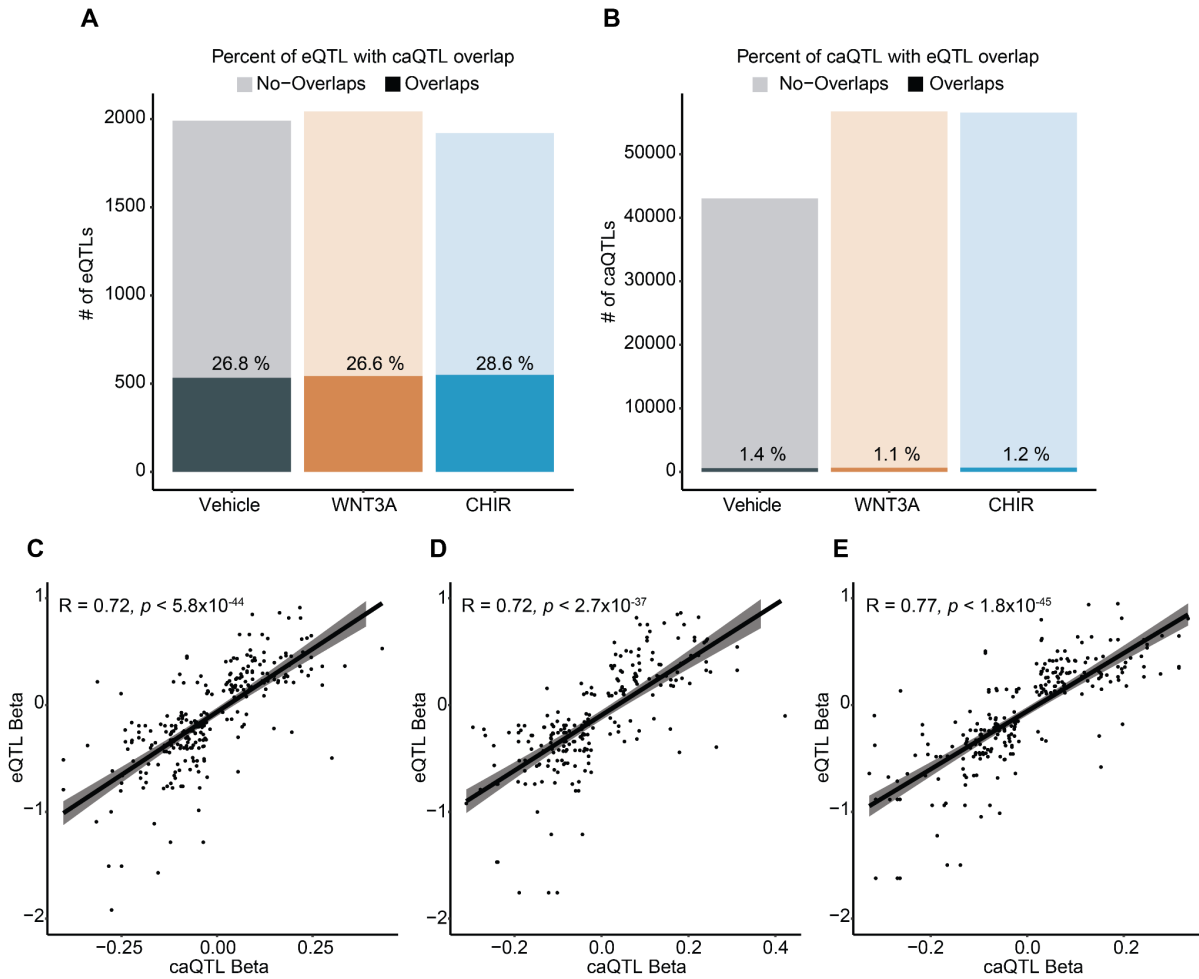 A
Percent of eQTL with caQTL overlap
No−Overlaps Overlaps
2000
1500
1000
500
0
# of eQTLs
26.8 % 26.6 % 28.6 %
Vehicle WNT3A CHIR
B
Percent of caQTL with eQTL overlap
No−Overlaps Overlaps
50000
40000
30000
20000
10000
0
# of caQTLs
1.4 % 1.1 % 1.2 %
Vehicle WNT3A CHIR
C
R = 0.72, p < 5.8x10⁻⁴⁴
1
0
−1
−2
eQTL Beta
−0.25 0.00 0.25
caQTL Beta
D
R = 0.72, p < 2.7x10⁻³⁷
1
0
−1
−2
eQTL Beta
−0.2 0.0 0.2 0.4
caQTL Beta
E
R = 0.77, p < 1.8x10⁻⁴⁵
1
0
−1
−2
eQTL Beta
−0.2 0.0 0.2
caQTL Beta